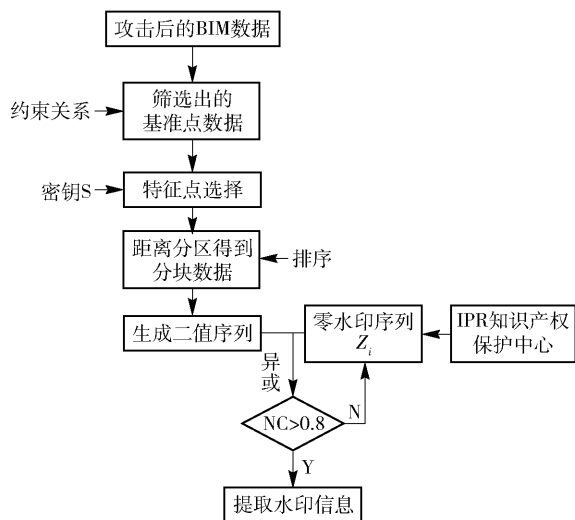 攻击后的BIM数据
约束关系
筛选出的
基准点数据
密钥S
特征点选择
距离分区得到
分块数据
排序
生成二值序列
零水印序列
Z_i
IPR知识产权
保护中心
异
或
NC>0.8
N
Y
提取水印信息